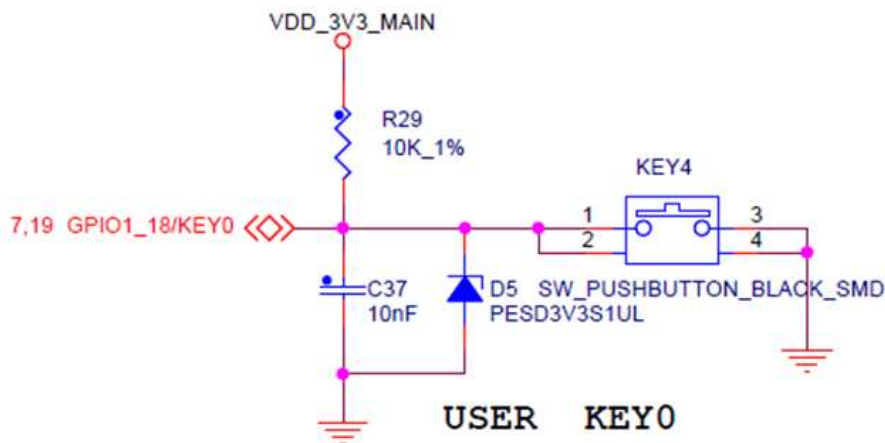 VDD_3V3_MAIN
R29
10K_1%
KEY4
7,19 GPIO1_18/KEY0
1
3
2
4
C37
10nF
D5
SW_PUSHBUTTON_BLACK_SMD
PESD3V3S1UL
USER KEY0